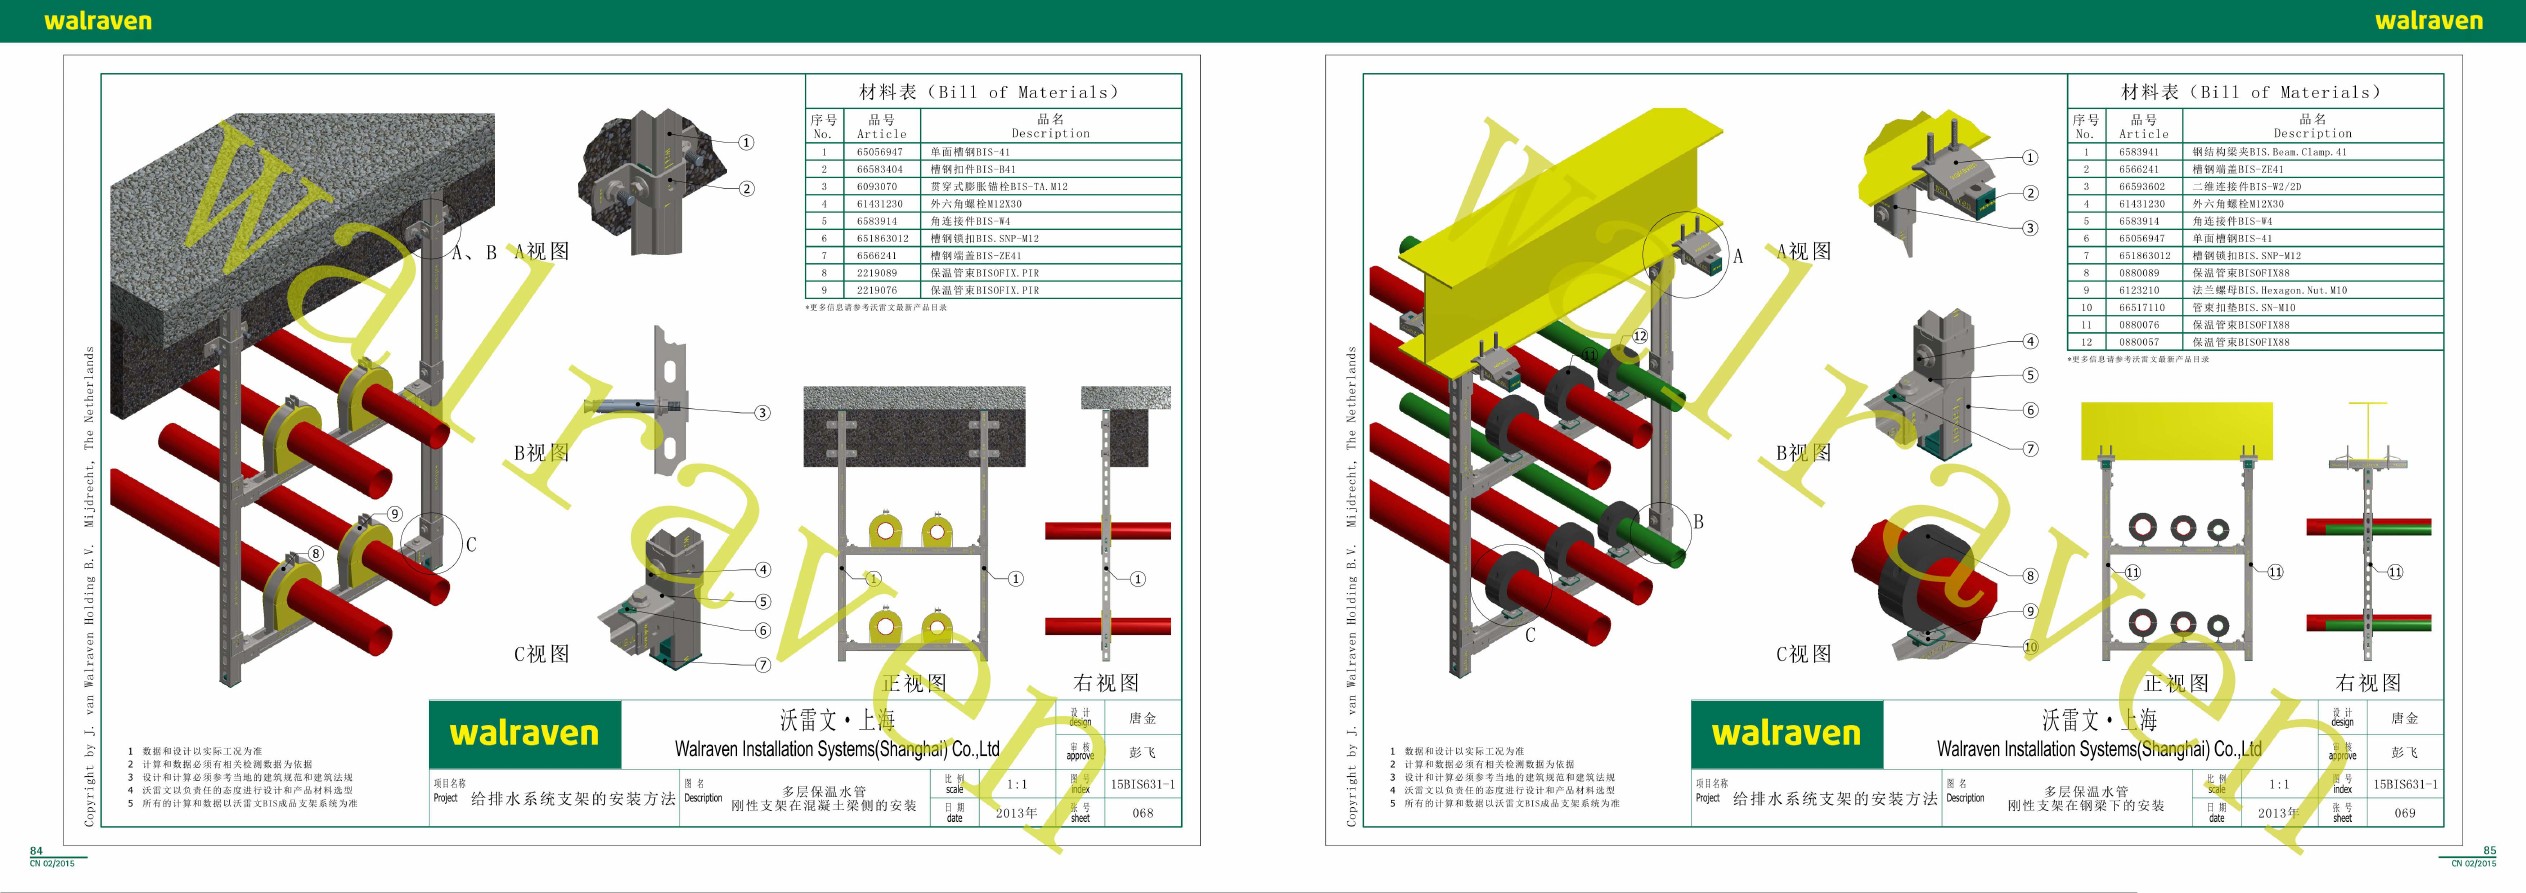 walraven
walraven
材料表（Bill of Materials）
序号 品号 品名
No. Article Description
1 65056947 单面槽钢BIS-41
2 66583404 槽钢扣件BIS-B41
3 6093070 贯穿式膨胀锚栓BIS-TA.M12
4 61431230 外六角螺栓M12X30
5 6583914 角连接件BIS-W4
6 651863012 槽钢锁扣BIS.SNP-M12
7 6566241 槽钢端盖BIS-ZE41
8 2219089 保温管束BISOFIX.PIR
9 2219076 保温管束BISOFIX.PIR
*更多信息请参考沃雷文最新产品目录
1
2
A、B
A视图
3
B视图
9
8
C
4
5
6
7
C视图
1
1
1
正视图
右视图
walraven
Copyright by J. van Walraven Holding B.V. Mijdrecht, The Netherlands
1 数据和设计以实际工况为准
2 计算和数据必须有相关检测数据为依据
3 设计和计算必须参考当地的建筑规范和建筑法规
4 沃雷文以负责任的态度进行设计和产品材料选型
5 所有的计算和数据以沃雷文BIS成品支架系统为准
walraven
沃雷文·上海
Walraven Installation Systems(Shanghai) Co.,Ltd
设计 design 唐金
审核 approve 彭飞
项目名称 Project 给排水系统支架的安装方法
图名 Description 多层保温水管
刚性支架在混凝土梁侧的安装
比例 scale 1:1
图号 index 15BIS631-1
日期 date 2013年
张号 sheet 068
84
CN 02/2015
材料表（Bill of Materials）
序号 品号 品名
No. Article Description
1 6583941 钢结构梁夹BIS.Beam.Clamp.41
2 6566241 槽钢端盖BIS-ZE41
3 66593602 二维连接件BIS-W2/2D
4 61431230 外六角螺栓M12X30
5 6583914 角连接件BIS-W4
6 65056947 单面槽钢BIS-41
7 651863012 槽钢锁扣BIS.SNP-M12
8 0880089 保温管束BISOFIX88
9 6123210 法兰螺母BIS.Hexagon.Nut.M10
10 66517110 管束扣垫BIS.SN-M10
11 0880076 保温管束BISOFIX88
12 0880057 保温管束BISOFIX88
*更多信息请参考沃雷文最新产品目录
1
2
3
A
A视图
12
11
4
5
6
7
B视图
B
C
8
9
10
C视图
11
11
11
正视图
右视图
walraven
Copyright by J. van Walraven Holding B.V. Mijdrecht, The Netherlands
1 数据和设计以实际工况为准
2 计算和数据必须有相关检测数据为依据
3 设计和计算必须参考当地的建筑规范和建筑法规
4 沃雷文以负责任的态度进行设计和产品材料选型
5 所有的计算和数据以沃雷文BIS成品支架系统为准
walraven
沃雷文·上海
Walraven Installation Systems(Shanghai) Co.,Ltd
设计 design 唐金
审核 approve 彭飞
项目名称 Project 给排水系统支架的安装方法
图名 Description 多层保温水管
刚性支架在钢梁下的安装
比例 scale 1:1
图号 index 15BIS631-1
日期 date 2013年
张号 sheet 069
85
CN 02/2015